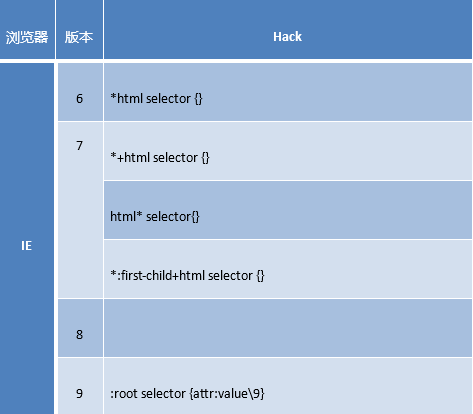 浏览器 版本 Hack
6 *html selector {}
7 *+html selector {}
html* selector{}
IE *:first-child+html selector {}
8
9 :root selector {attr:value\9}